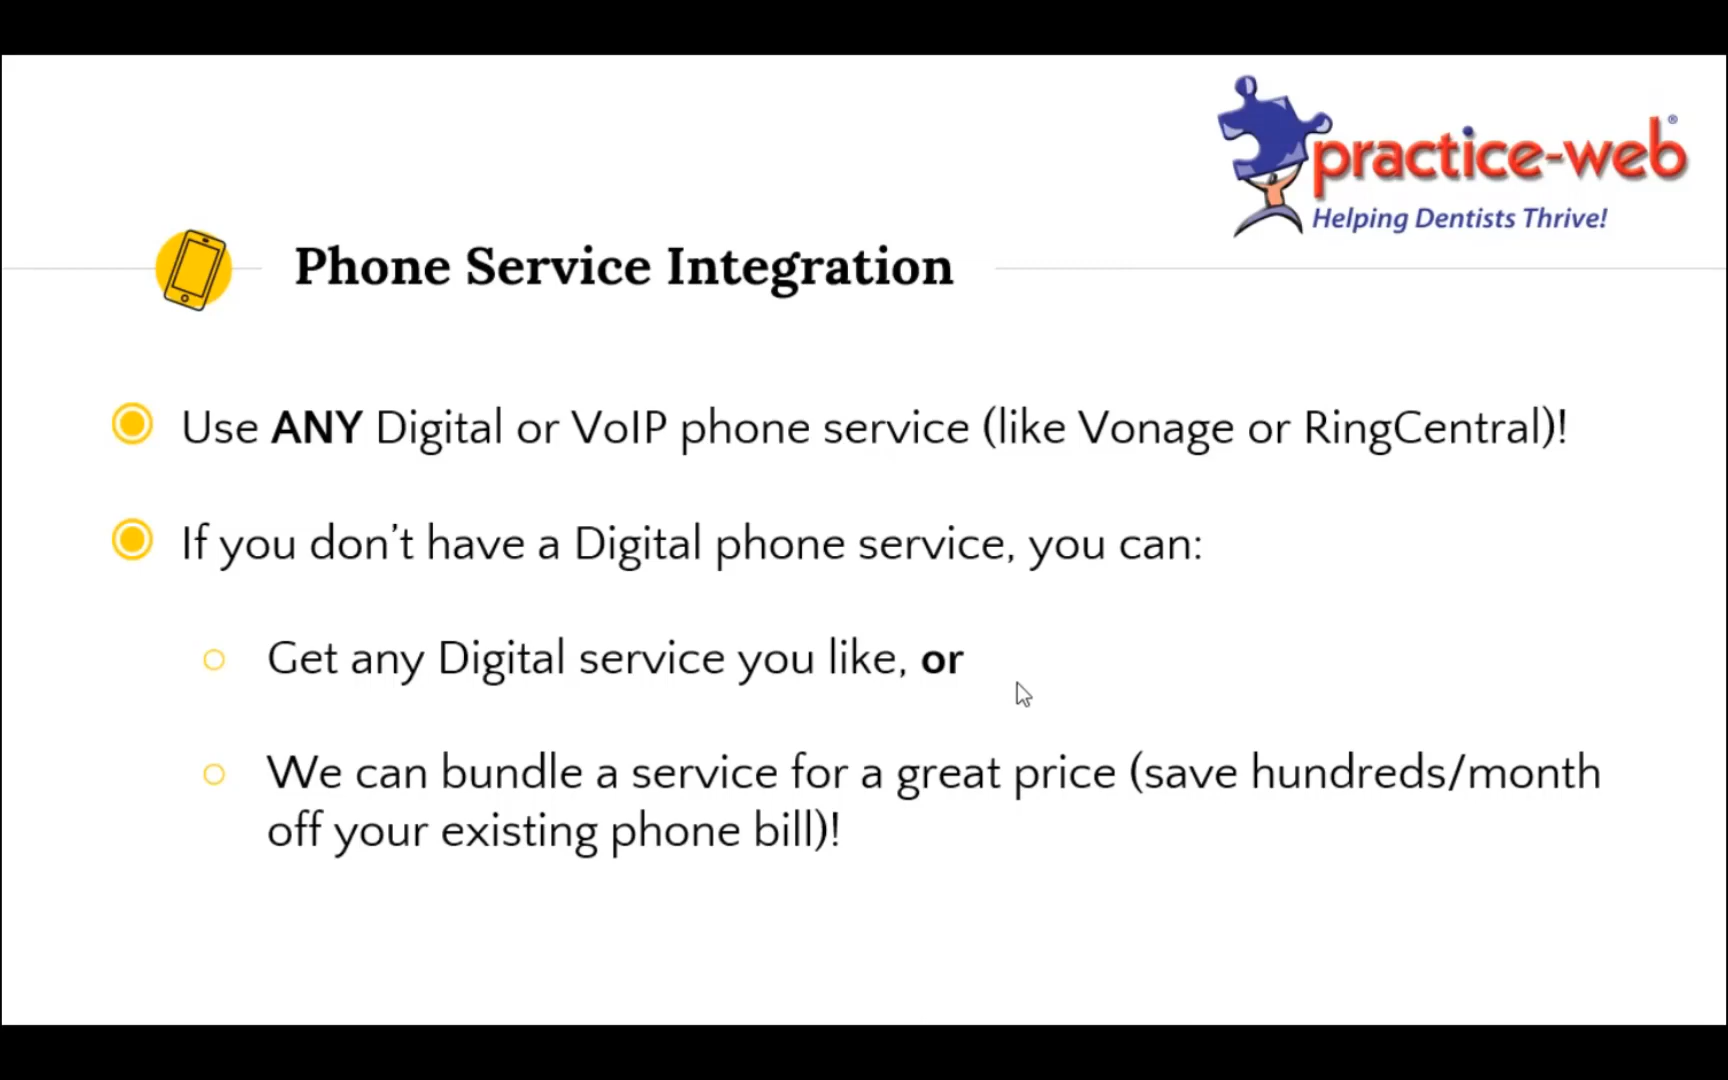 practice-web®
Helping Dentists Thrive!
Phone Service Integration
Use ANY Digital or VoIP phone service (like Vonage or RingCentral)!
If you don’t have a Digital phone service, you can:
Get any Digital service you like, or
We can bundle a service for a great price (save hundreds/month
off your existing phone bill)!